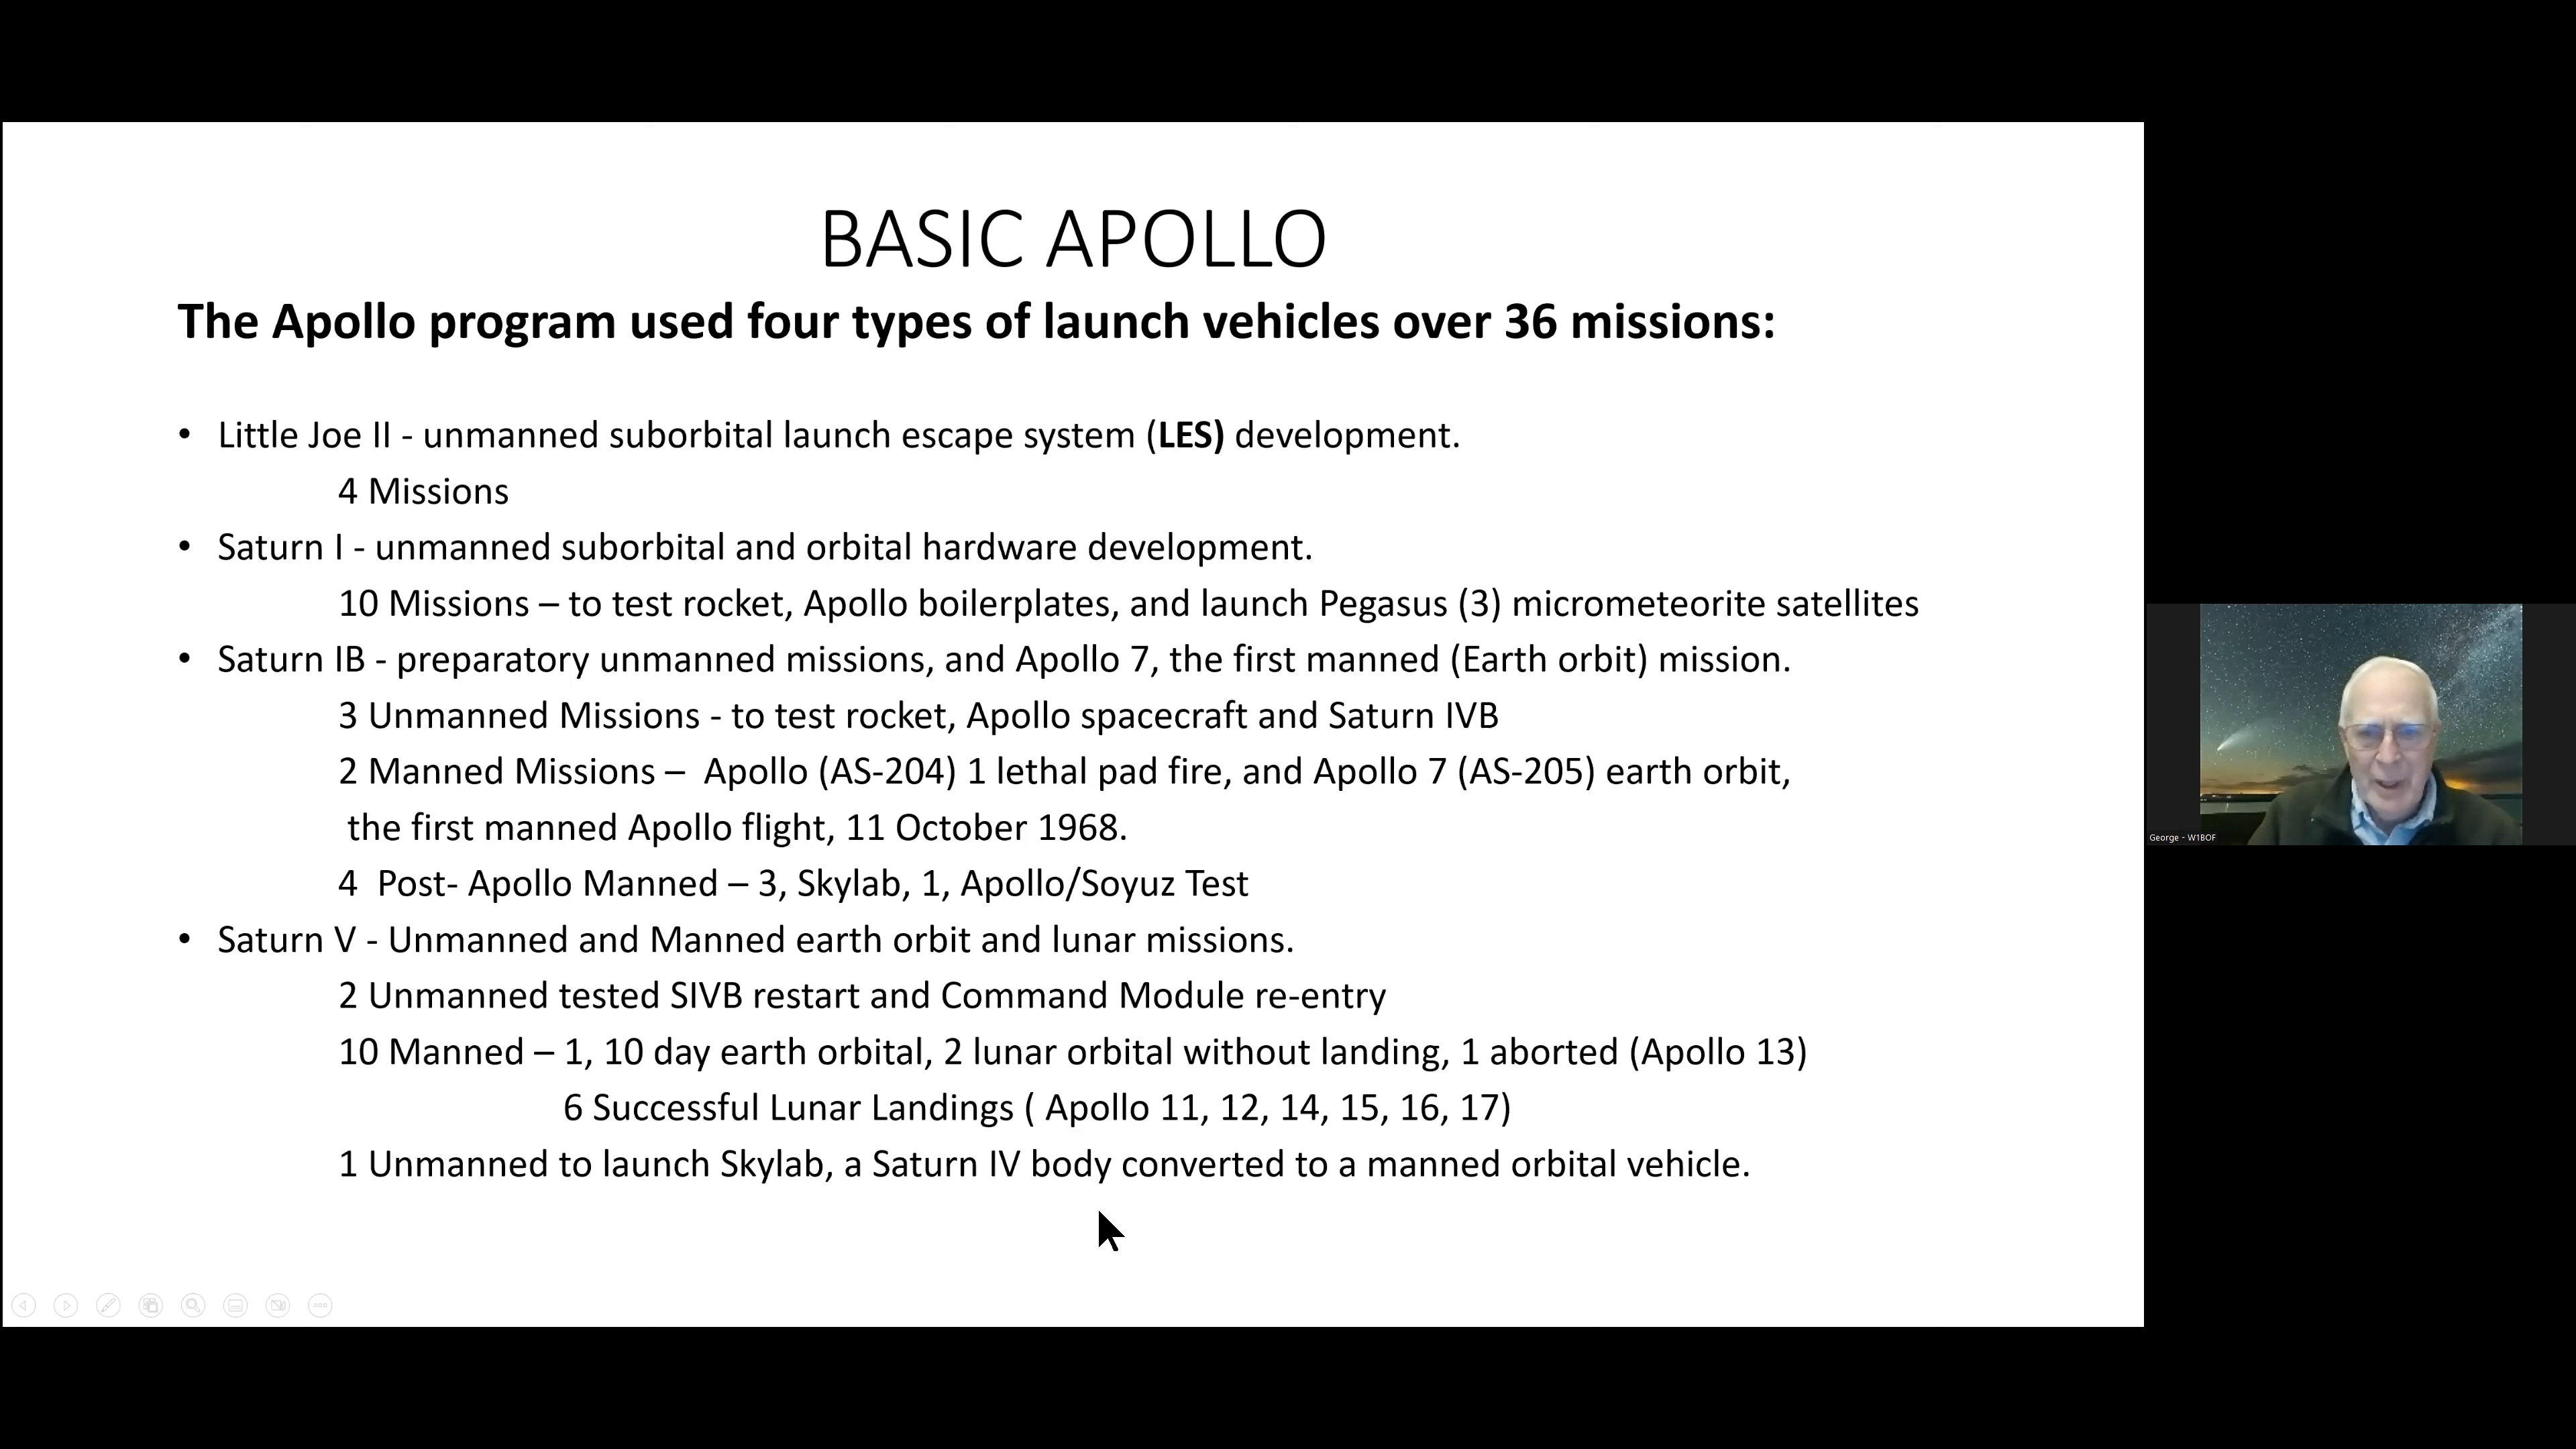 BASIC APOLLO
The Apollo program used four types of launch vehicles over 36 missions:
• Little Joe II - unmanned suborbital launch escape system (LES) development.
4 Missions
• Saturn I - unmanned suborbital and orbital hardware development.
10 Missions – to test rocket, Apollo boilerplates, and launch Pegasus (3) micrometeorite satellites
• Saturn IB - preparatory unmanned missions, and Apollo 7, the first manned (Earth orbit) mission.
3 Unmanned Missions - to test rocket, Apollo spacecraft and Saturn IVB
2 Manned Missions – Apollo (AS-204) 1 lethal pad fire, and Apollo 7 (AS-205) earth orbit,
the first manned Apollo flight, 11 October 1968.
4 Post- Apollo Manned – 3, Skylab, 1, Apollo/Soyuz Test
• Saturn V - Unmanned and Manned earth orbit and lunar missions.
2 Unmanned tested SIVB restart and Command Module re-entry
10 Manned – 1, 10 day earth orbital, 2 lunar orbital without landing, 1 aborted (Apollo 13)
6 Successful Lunar Landings ( Apollo 11, 12, 14, 15, 16, 17)
1 Unmanned to launch Skylab, a Saturn IV body converted to a manned orbital vehicle.
George - W1BOF